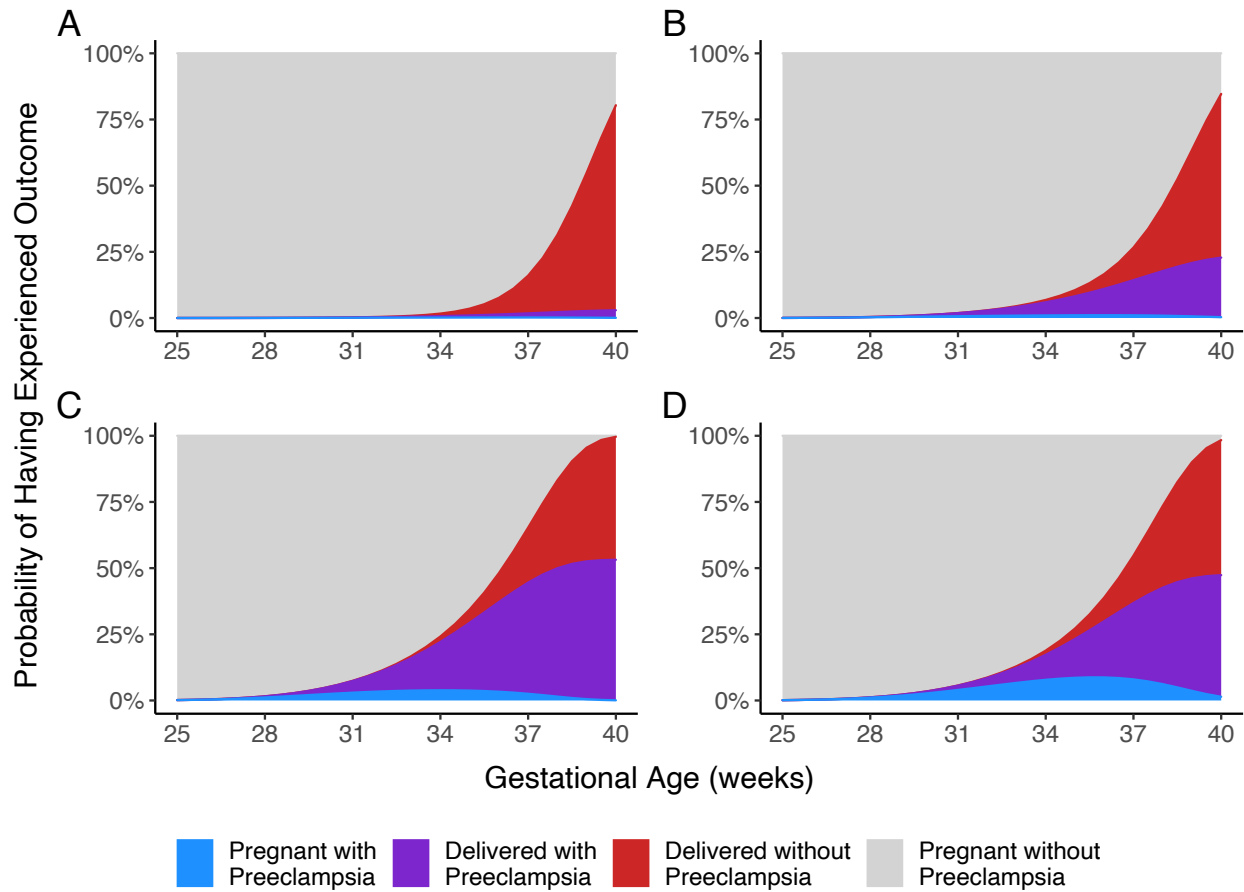 A
B
100%
75%
50%
25%
0%
25 28 31 34 37 40
100%
75%
50%
25%
0%
25 28 31 34 37 40
C
D
100%
75%
50%
25%
0%
25 28 31 34 37 40
100%
75%
50%
25%
0%
25 28 31 34 37 40
Probability of Having Experienced Outcome
Gestational Age (weeks)
Pregnant with
Preeclampsia
Delivered with
Preeclampsia
Delivered without
Preeclampsia
Pregnant without
Preeclampsia